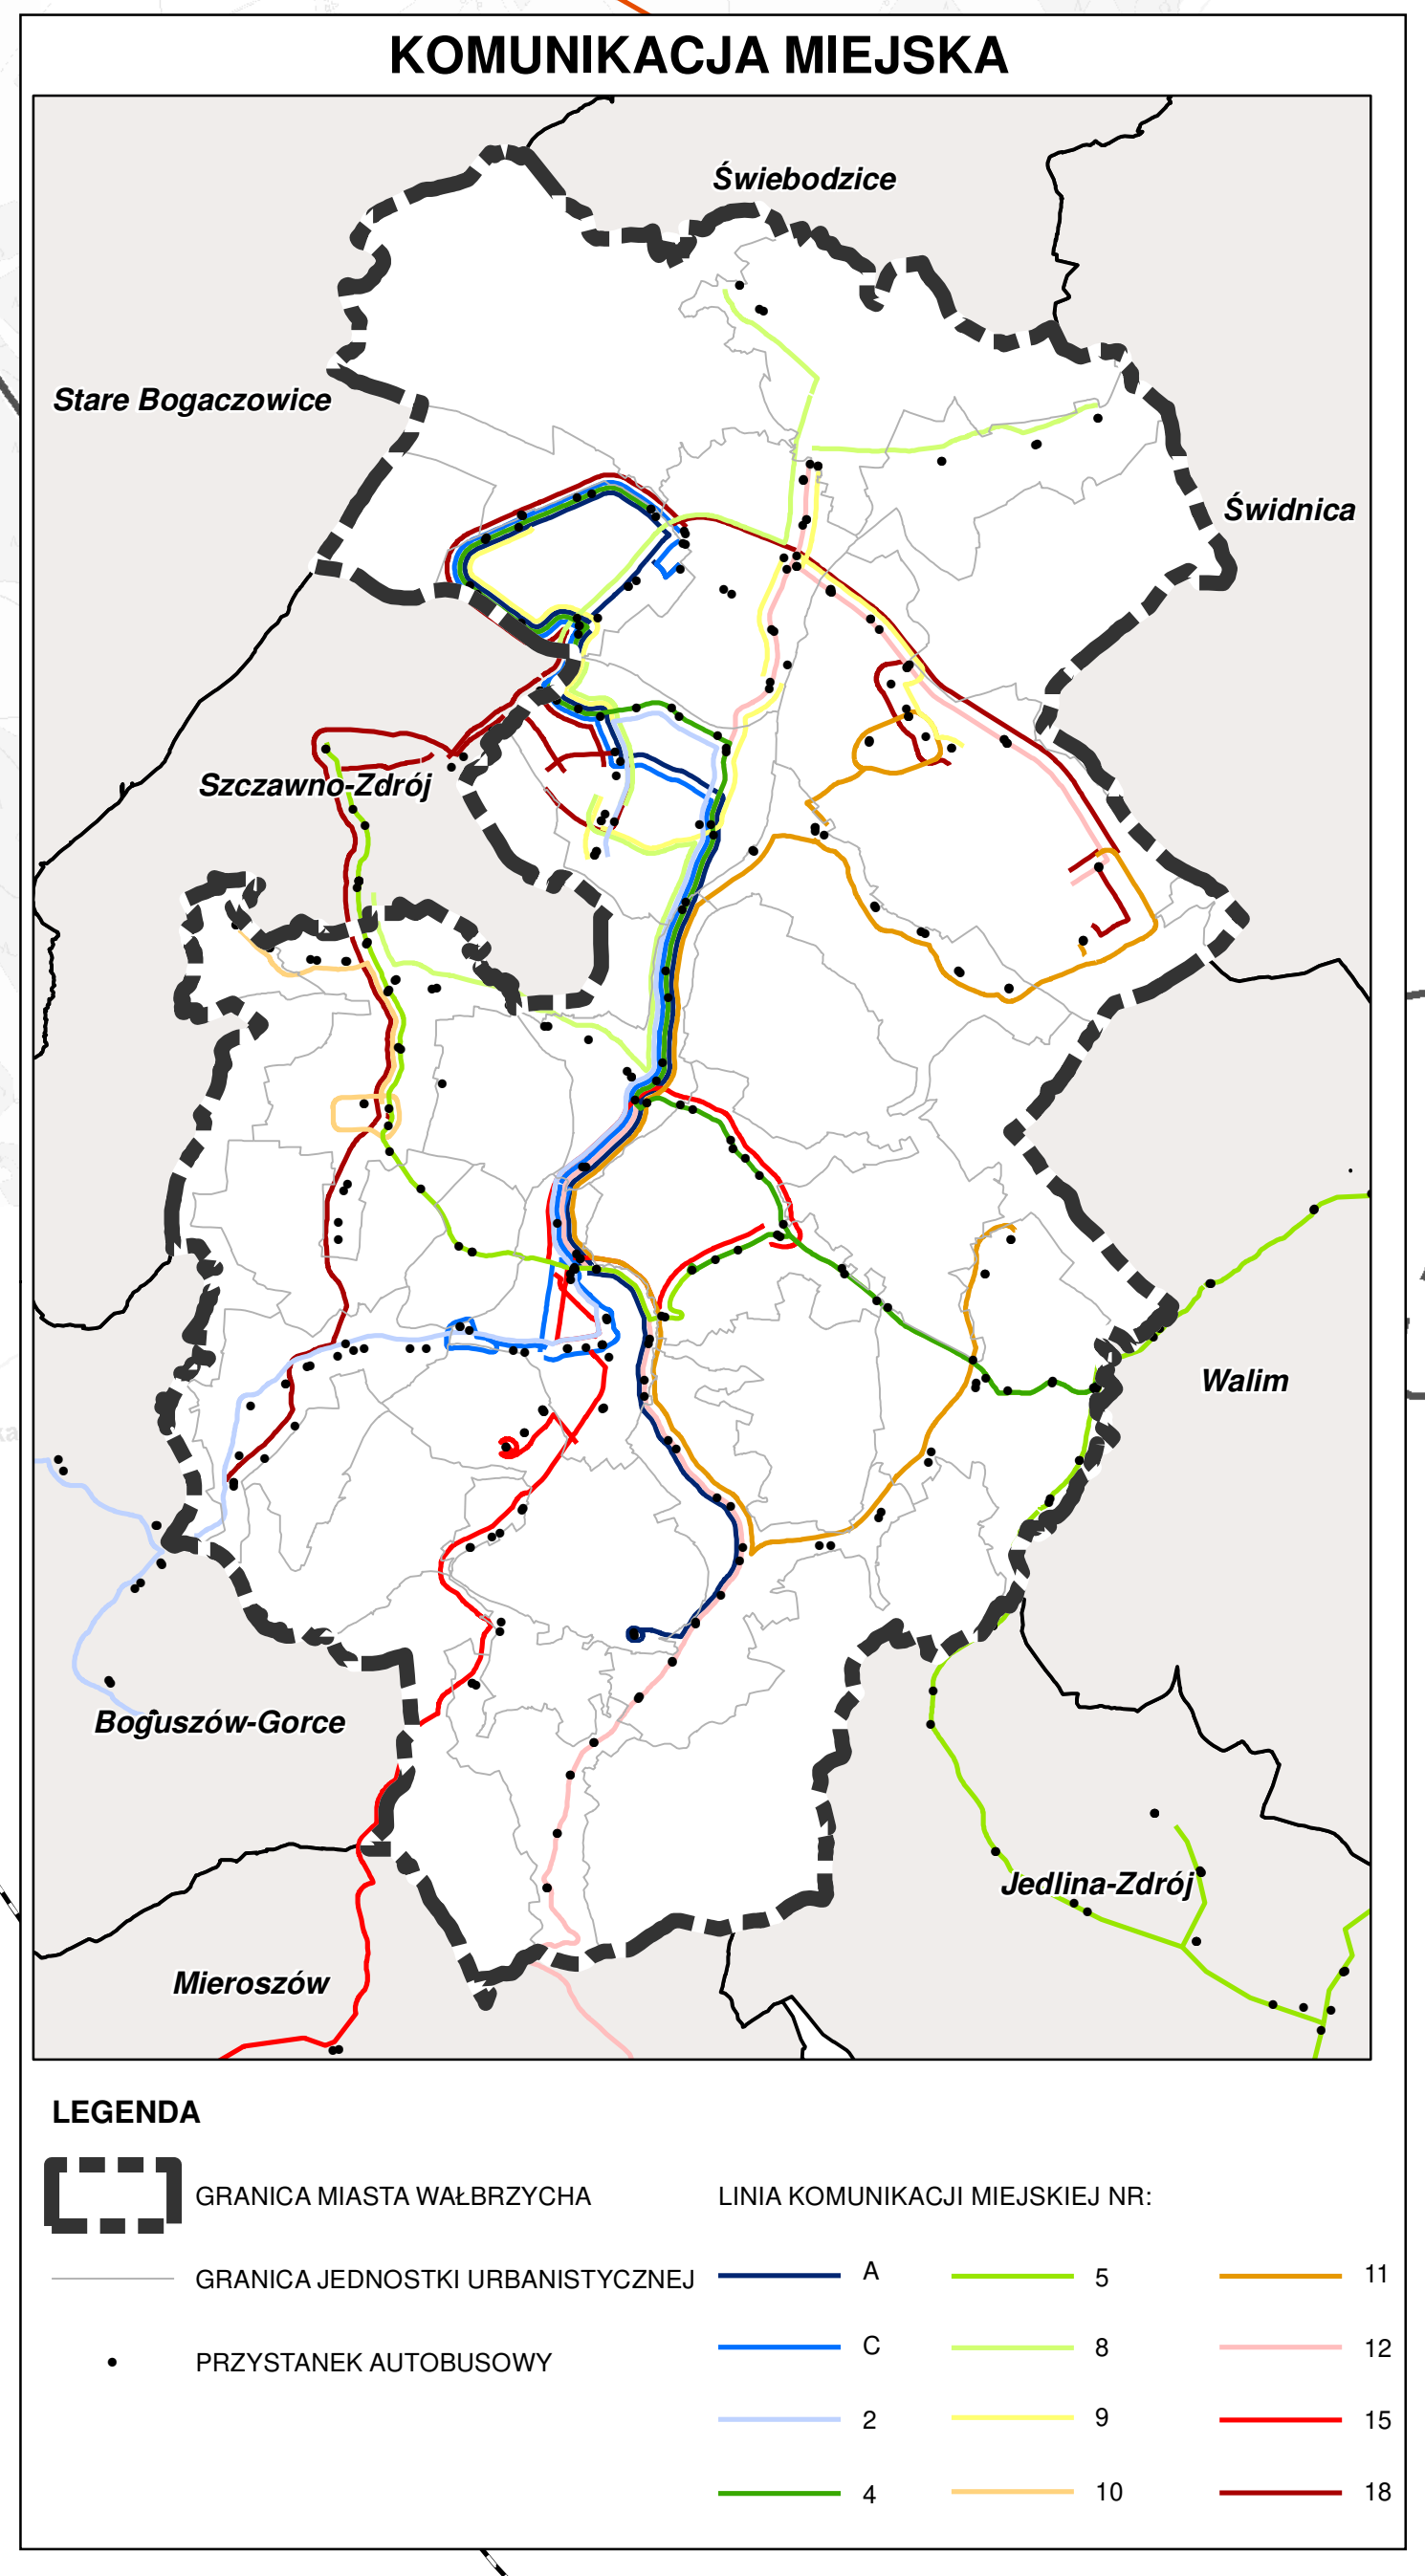 KOMUNIKACJA MIEJSKA
Świebodzice
Stare Bogaczowice
Świdnica
Szczawno-Zdrój
Walim
Boguszów-Gorce
Jedlina-Zdrój
Mieroszów
LEGENDA
GRANICA MIASTA WAŁBRZYCHA
GRANICA JEDNOSTKI URBANISTYCZNEJ
PRZYSTANEK AUTOBUSOWY
LINIA KOMUNIKACJI MIEJSKIEJ NR:
A
C
2
4
5
8
9
10
11
12
15
18